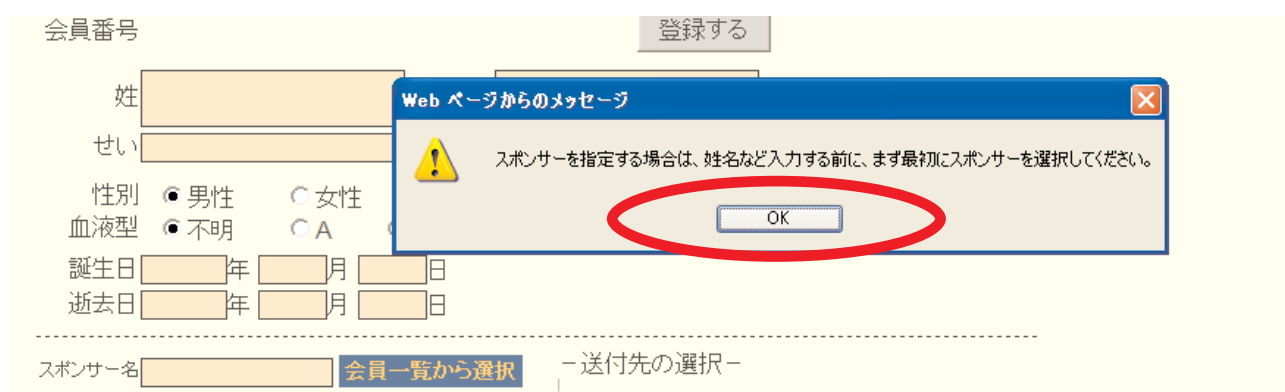 会員番号 登録する
姓
Web ページからのメッセージ
せい
スポンサーを指定する場合は、姓名など入力する前に、まず最初にスポンサーを選択してください。
性別 男性 女性
OK
血液型 不明 A
誕生日 年 月 日
逝去日 年 月 日
スポンサー名 会員一覧から選択 −送付先の選択−